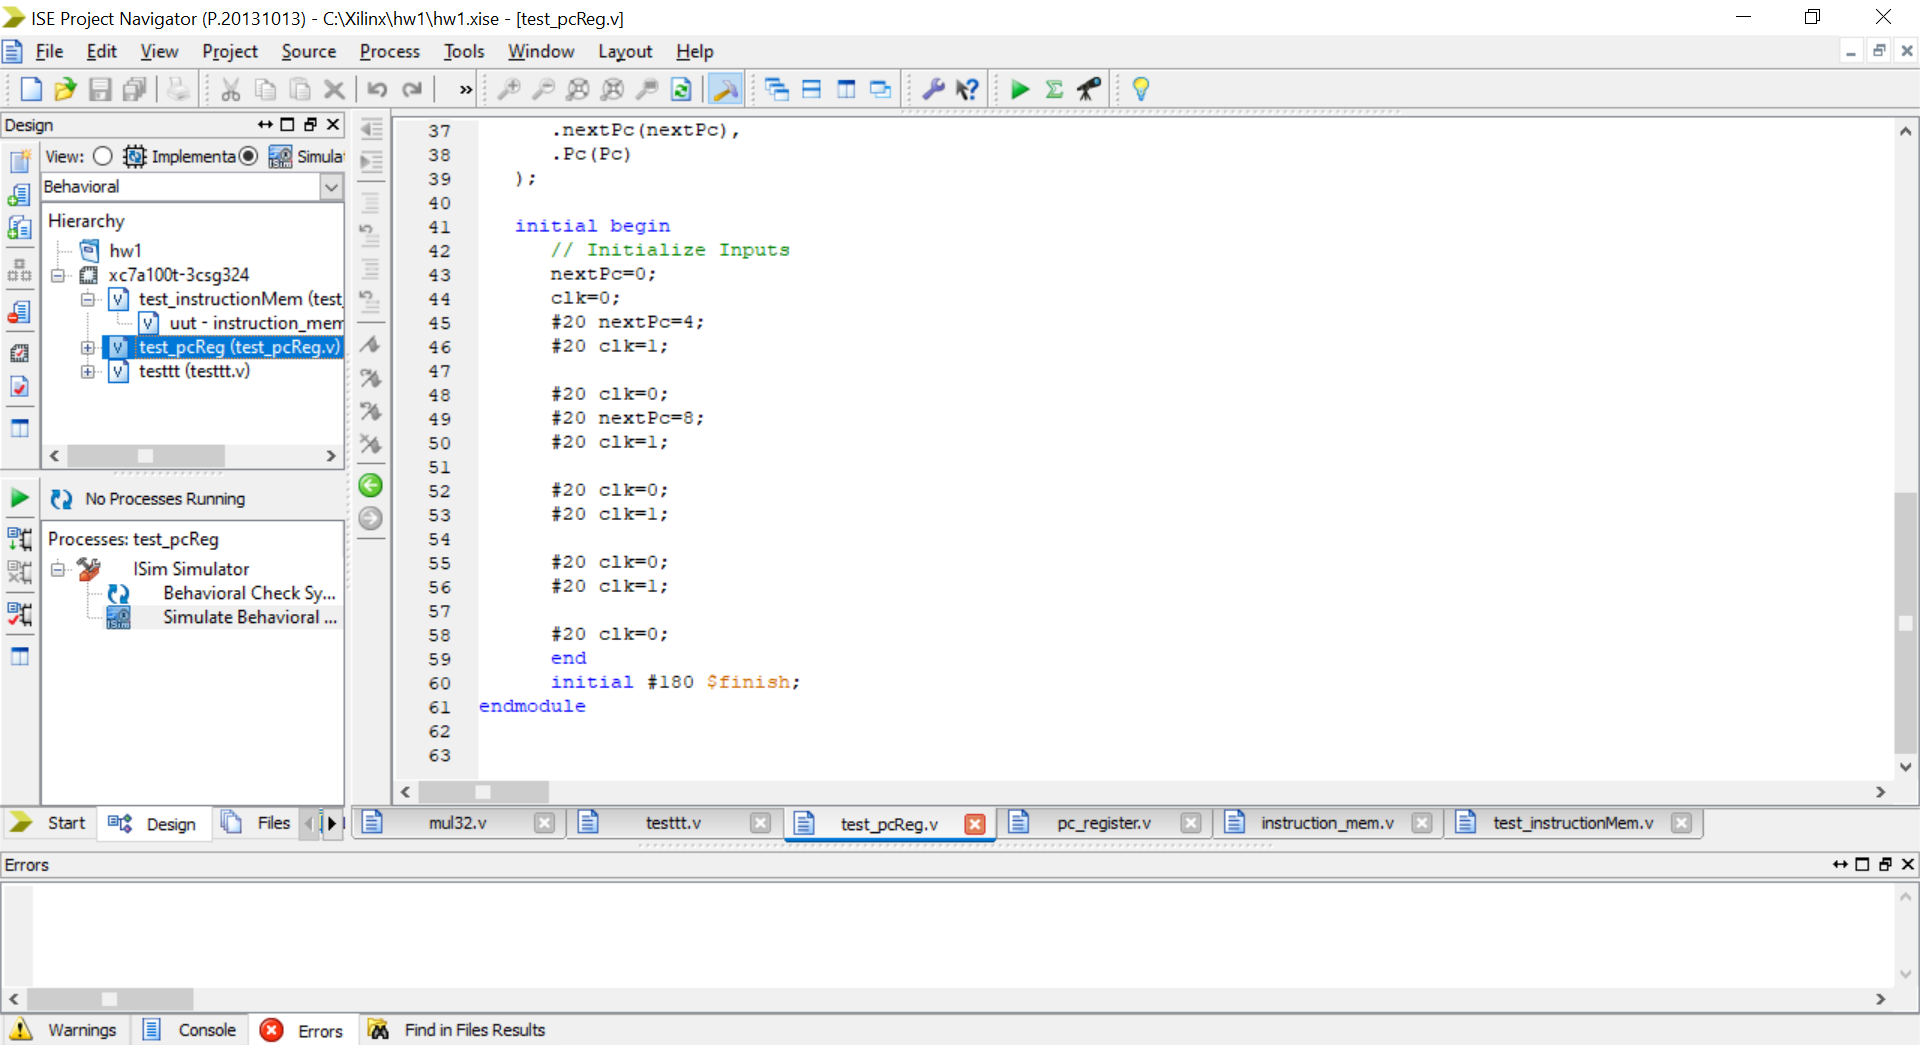 ISE Project Navigator (P.20131013) - C:\Xilinx\hw1\hw1.xise - [test_pcReg.v]
File Edit View Project Source Process Tools Window Layout Help
Design
View: Implementa Simula
Behavioral
Hierarchy
hw1
xc7a100t-3csg324
test_instructionMem (test_
uut - instruction_mem
test_pcReg (test_pcReg.v)
testtt (testtt.v)
No Processes Running
Processes: test_pcReg
ISim Simulator
Behavioral Check Sy...
Simulate Behavioral ...
Start Design Files
37 .nextPc(nextPc),
38 .Pc(Pc)
39 );
40
41 initial begin
42 // Initialize Inputs
43 nextPc=0;
44 clk=0;
45 #20 nextPc=4;
46 #20 clk=1;
47
48 #20 clk=0;
49 #20 nextPc=8;
50 #20 clk=1;
51
52 #20 clk=0;
53 #20 clk=1;
54
55 #20 clk=0;
56 #20 clk=1;
57
58 #20 clk=0;
59 end
60 initial #180 $finish;
61 endmodule
62
63
mul32.v testtt.v test_pcReg.v pc_register.v instruction_mem.v test_instructionMem.v
Errors
Warnings Console Errors Find in Files Results